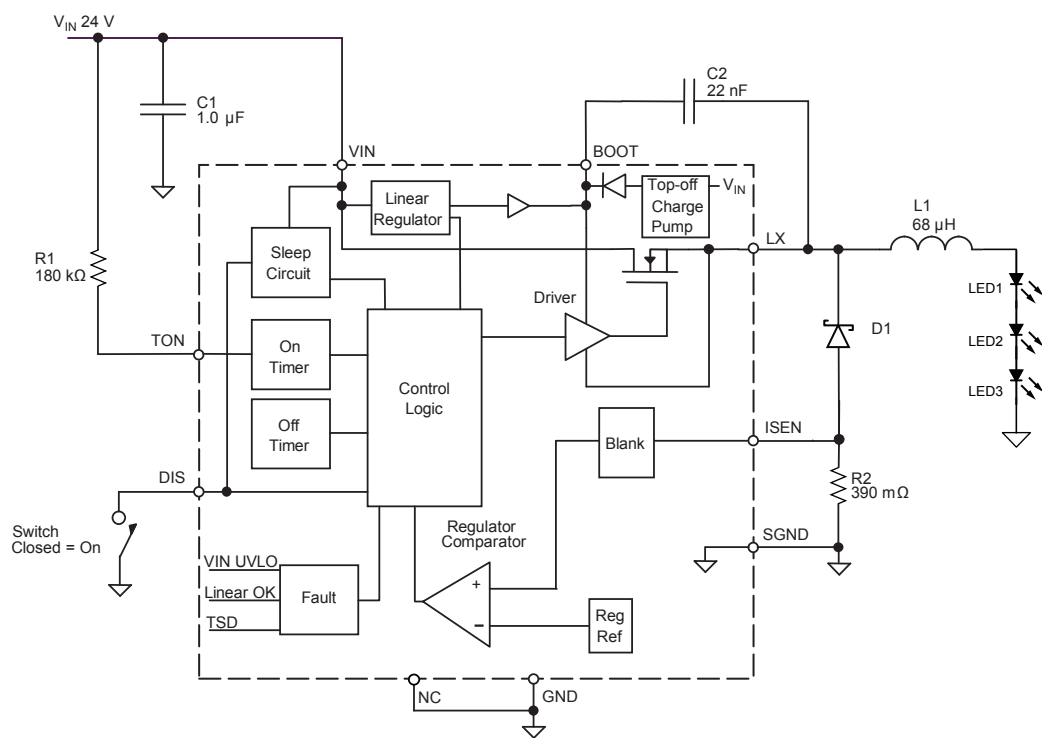 VIN 24 V
C2
22 nF
C1
1.0 µF
VIN
BOOT
Linear
Regulator
Top-off
Charge
Pump
VIN
L1
68 µH
LX
R1
180 kΩ
Sleep
Circuit
Driver
LED1
LED2
LED3
D1
TON
On
Timer
Control
Logic
Off
Timer
Blank
ISEN
DIS
R2
390 mΩ
Switch
Closed = On
Regulator
Comparator
SGND
VIN UVLO
Linear OK
TSD
Fault
+
–
Reg
Ref
NC
GND